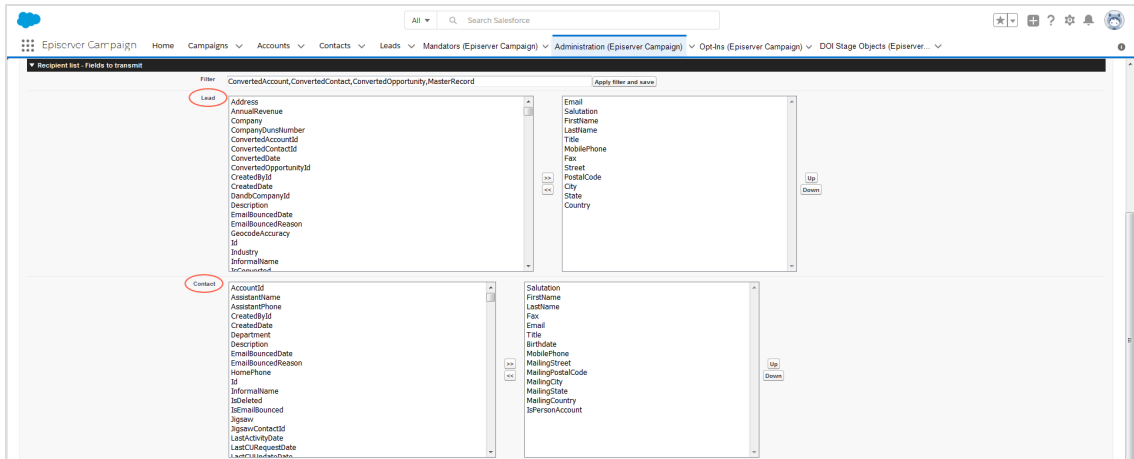 All
Search Salesforce
Episerver Campaign Home Campaigns Accounts Contacts Leads Mandators (Episerver Campaign) Administration (Episerver Campaign) Opt-Ins (Episerver Campaign) DOI Stage Objects (Episerver...
Recipient list - Fields to transmit
Filter ConvertedAccount,ConvertedContact,ConvertedOpportunity,MasterRecord Apply filter and save
Lead
Address
AnnualRevenue
Company
CompanyDunsNumber
ConvertedAccountId
ConvertedContactId
ConvertedDate
ConvertedOpportunityId
CreatedById
CreatedDate
DandbCompanyId
Description
EmailBouncedDate
EmailBouncedReason
GeocodeAccuracy
Id
Industry
InformalName
IsConverted
>>
<<
Email
Salutation
FirstName
LastName
Title
MobilePhone
Fax
Street
PostalCode
City
State
Country
Up
Down
Contact
AccountId
AssistantName
AssistantPhone
CreatedById
CreatedDate
Department
Description
EmailBouncedDate
EmailBouncedReason
HomePhone
Id
InformalName
IsDeleted
IsEmailBounced
Jigsaw
JigsawContactId
LastActivityDate
LastCURequestDate
LastCUUpdateDate
>>
<<
Salutation
FirstName
LastName
Fax
Email
Title
Birthdate
MobilePhone
MailingStreet
MailingPostalCode
MailingCity
MailingState
MailingCountry
IsPersonAccount
Up
Down